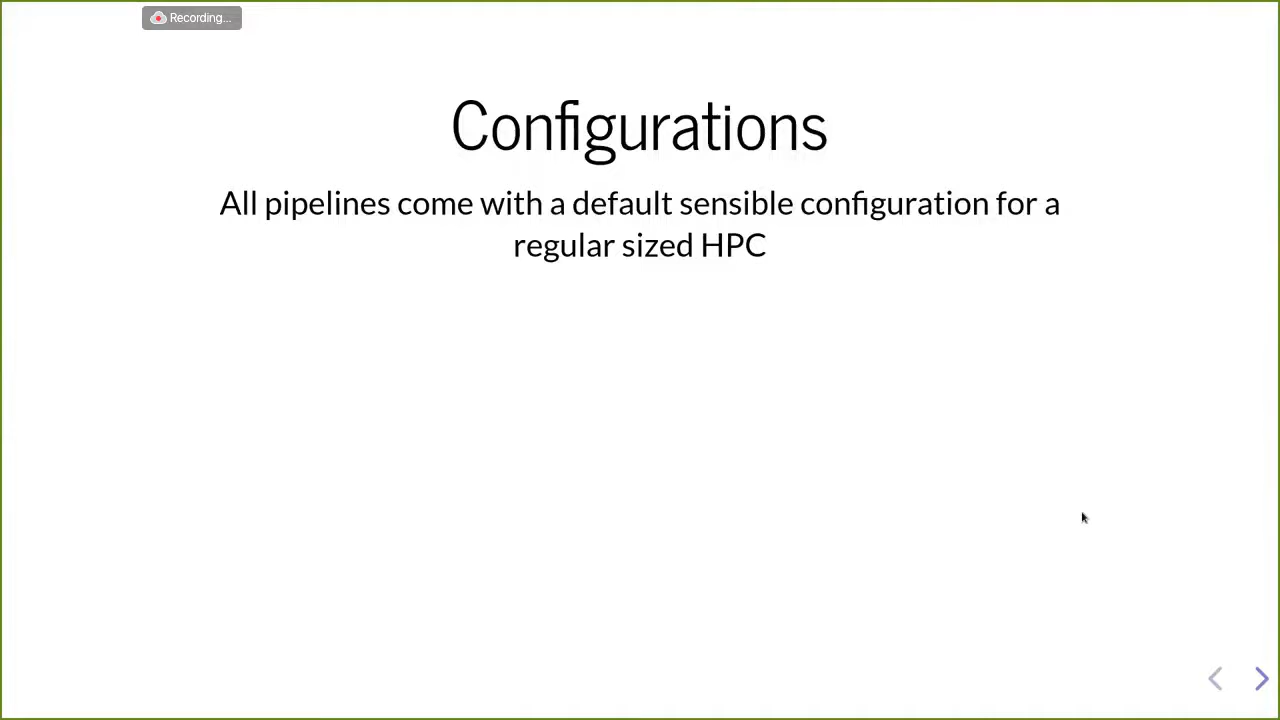 Recording...
Configurations
All pipelines come with a default sensible configuration for a
regular sized HPC